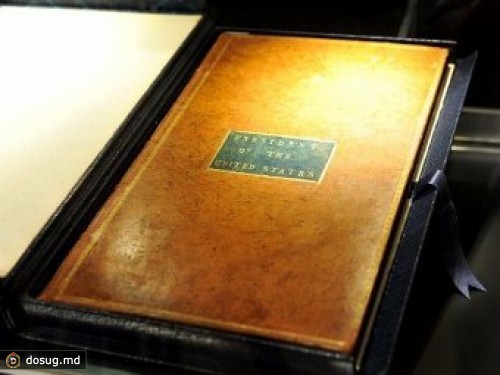 PRESIDENT
OF THE
UNITED STATES
dosug.md